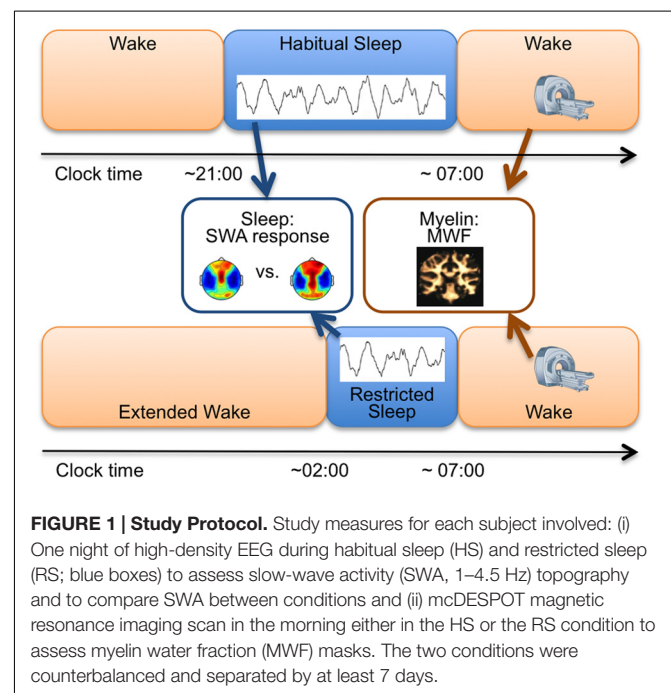 Wake
Habitual Sleep
Wake
Clock time
~21:00
~ 07:00
Sleep:
SWA response
vs.
Myelin:
MWF
Extended Wake
Restricted
Sleep
Wake
Clock time
~02:00
~ 07:00
FIGURE 1 | Study Protocol. Study measures for each subject involved: (i)
One night of high-density EEG during habitual sleep (HS) and restricted sleep
(RS; blue boxes) to assess slow-wave activity (SWA, 1–4.5 Hz) topography
and to compare SWA between conditions and (ii) mcDESPOT magnetic
resonance imaging scan in the morning either in the HS or the RS condition to
assess myelin water fraction (MWF) masks. The two conditions were
counterbalanced and separated by at least 7 days.